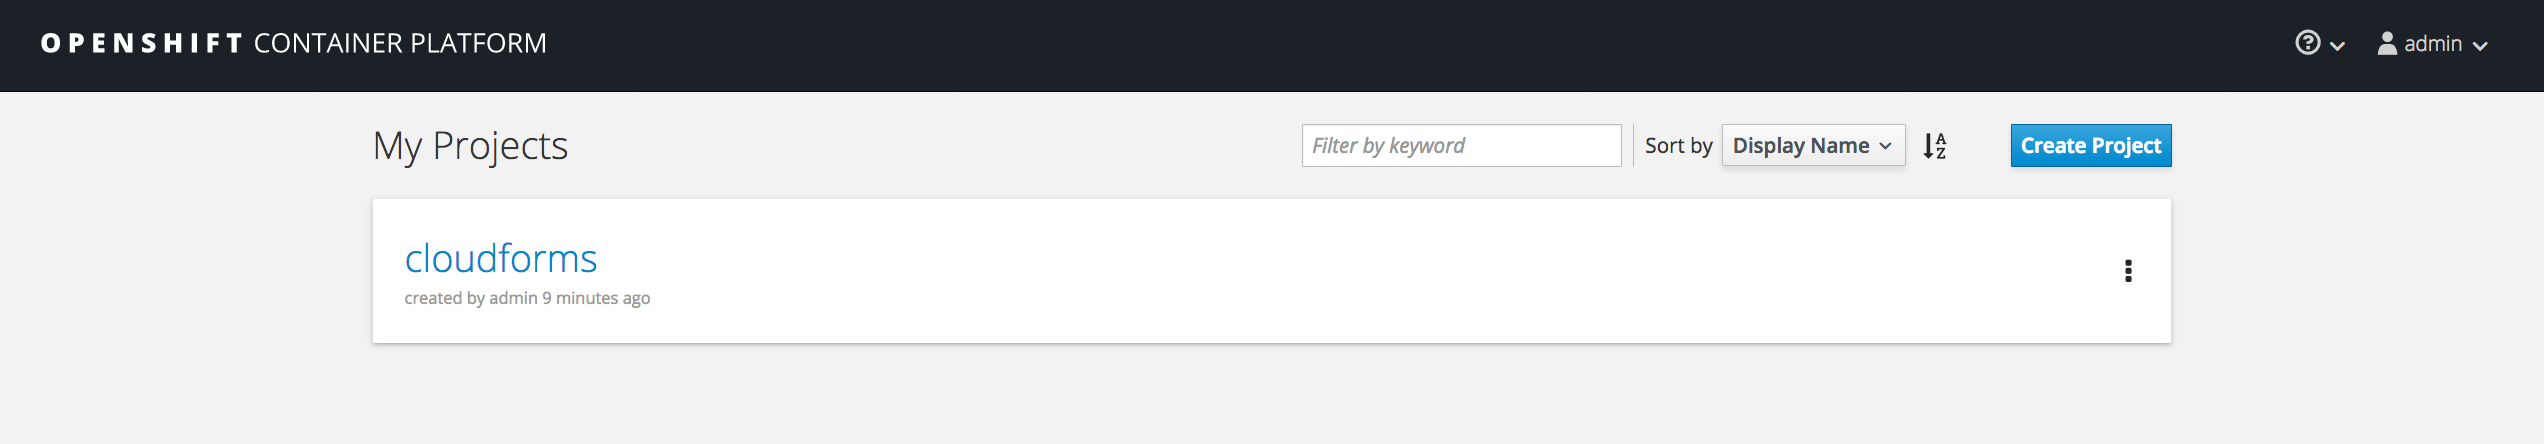 OPENSHIFT CONTAINER PLATFORM
admin
My Projects
Filter by keyword
Sort by
Display Name
A
Z
Create Project
cloudforms
created by admin 9 minutes ago